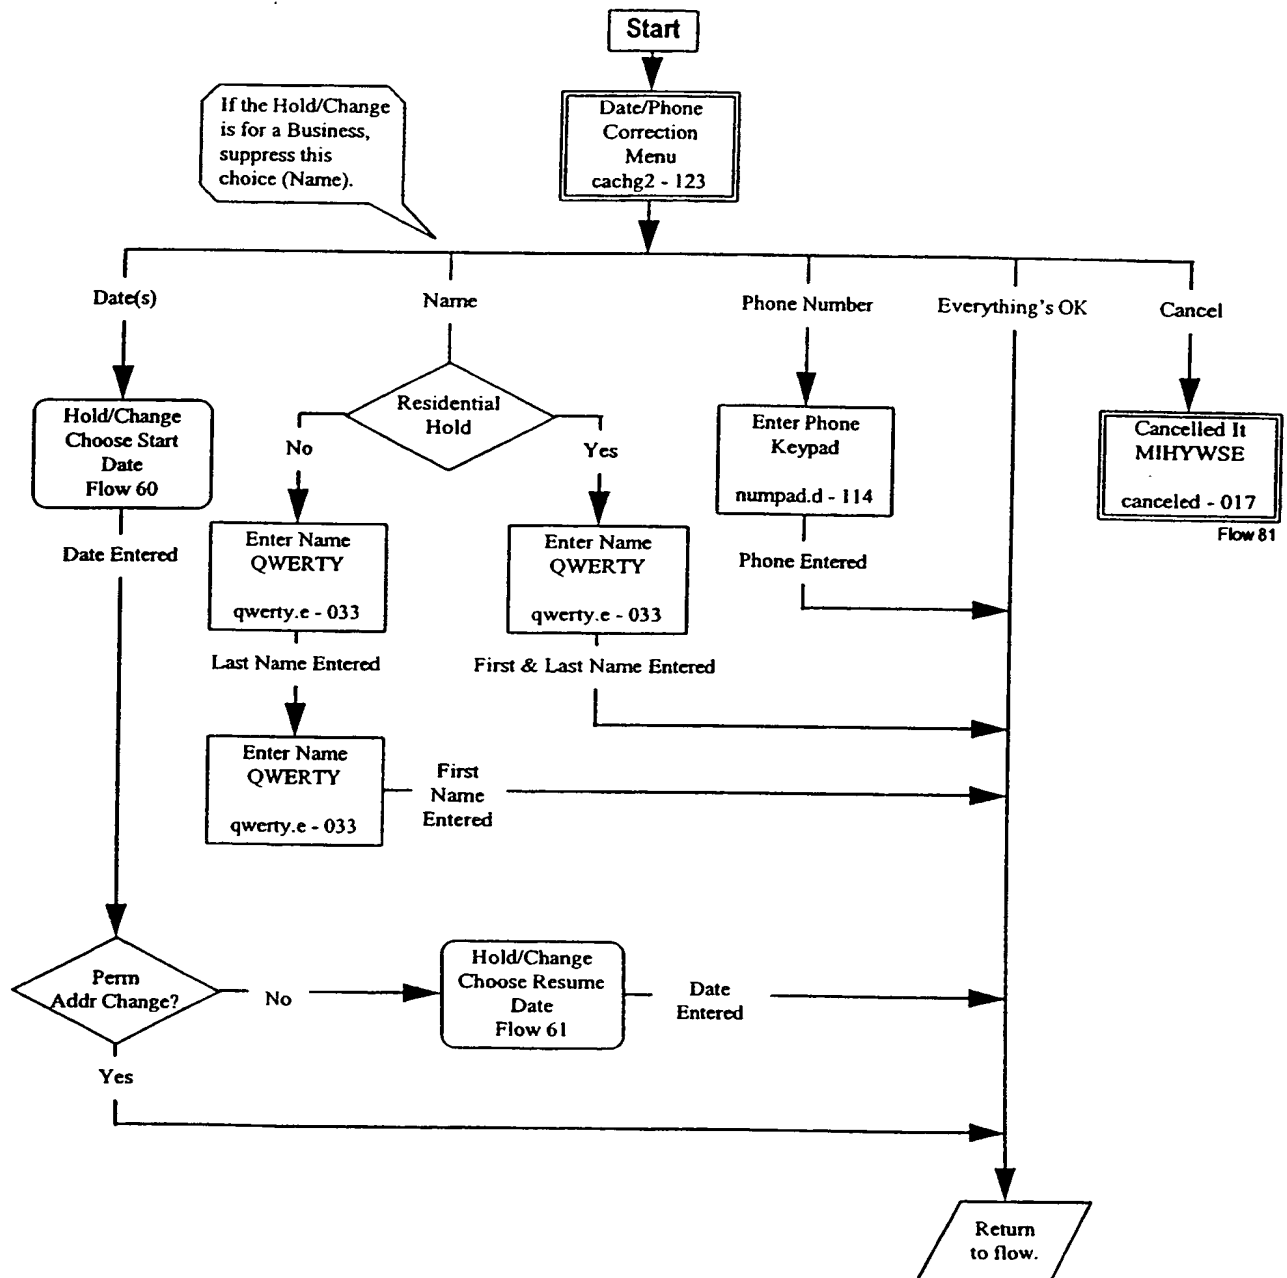 Start
If the Hold/Change
is for a Business,
suppress this
choice (Name).
Date/Phone
Correction
Menu
cachg2 - 123
Date(s)
Name
Phone Number
Everything's OK
Cancel
Hold/Change
Choose Start
Date
Flow 60
Residential
Hold
No
Yes
Enter Phone
Keypad
numpad.d - 114
Cancelled It
MIHYWSE
canceled - 017
Flow 81
Date Entered
Enter Name
QWERTY
qwerty.e - 033
Enter Name
QWERTY
qwerty.e - 033
Phone Entered
Last Name Entered
First & Last Name Entered
Enter Name
QWERTY
qwerty.e - 033
First
Name
Entered
Perm
Addr Change?
No
Hold/Change
Choose Resume
Date
Flow 61
Date
Entered
Yes
Return
to flow.